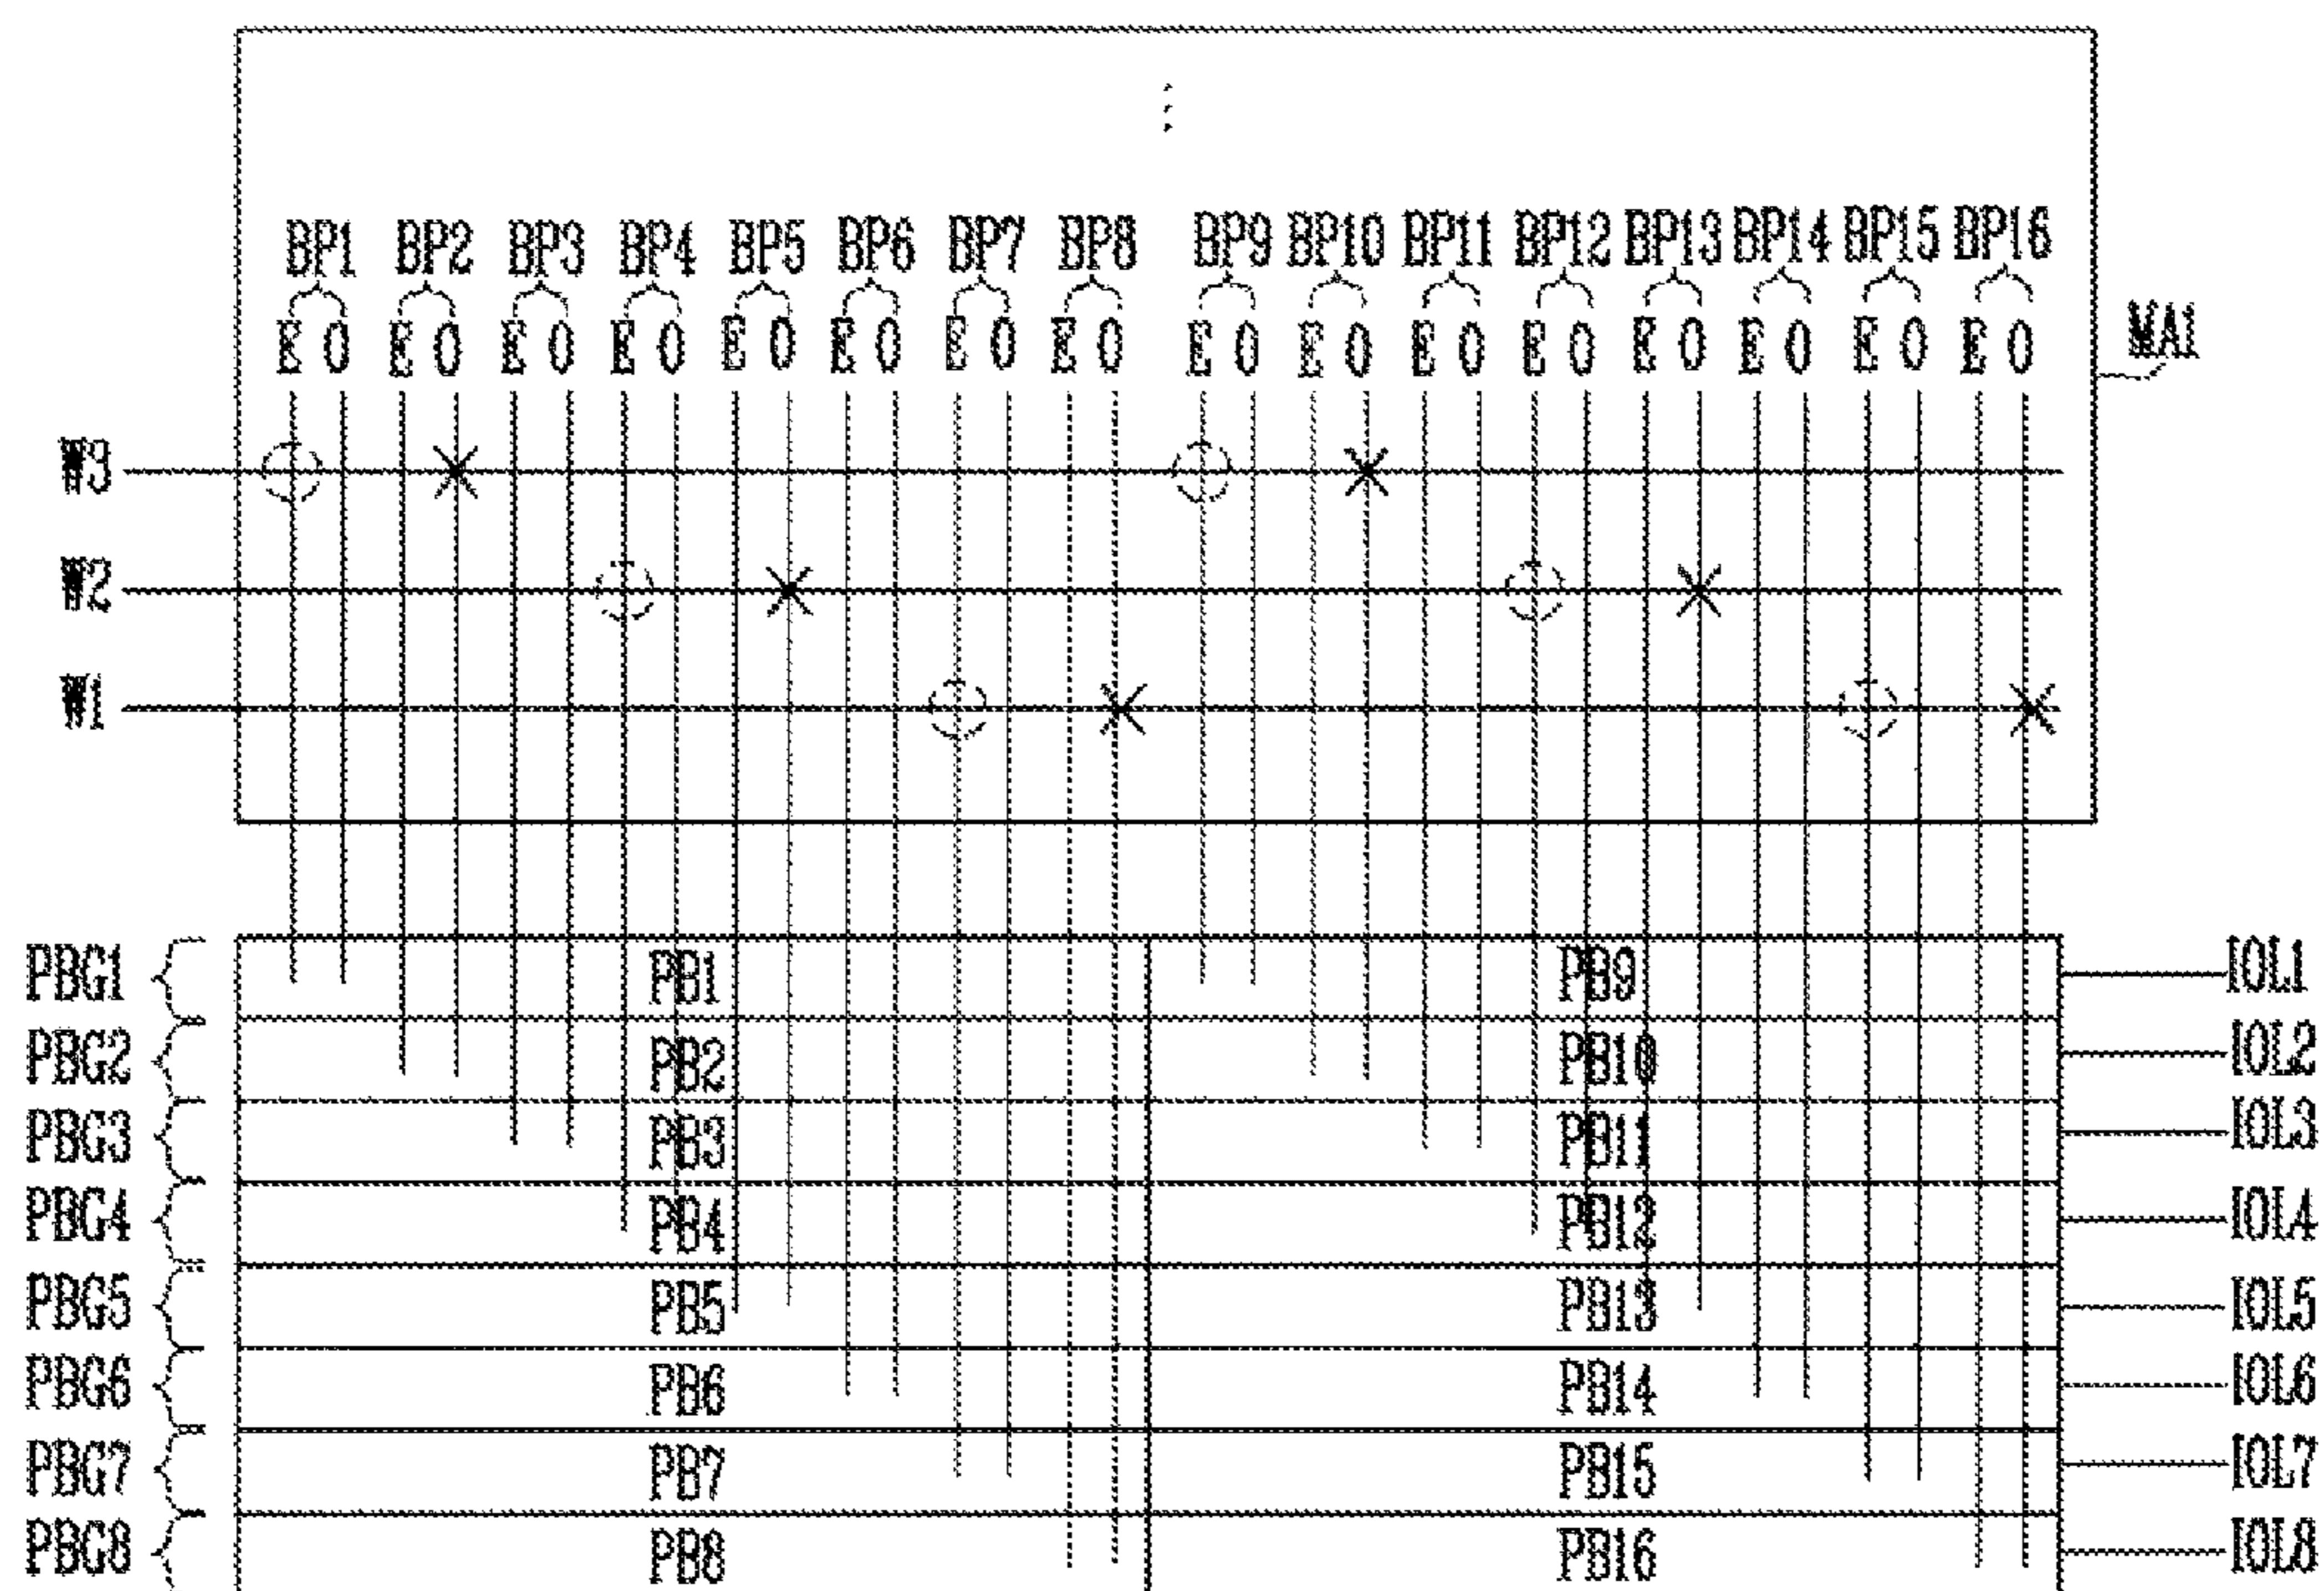 BP1 BP2 BP3 BP4 BP5 BP6 BP7 BP8 BP9 BP10 BP11 BP12 BP13 BP14 BP15 BP16
E O E O E O E O E O E O E O E O E O E O E O E O E O E O E O E O
MA1
W3
W2
W1
PBG1 PB1 PB9 IOL1
PBG2 PB2 PB10 IOL2
PBG3 PB3 PB11 IOL3
PBG4 PB4 PB12 IOL4
PBG5 PB5 PB13 IOL5
PBG6 PB6 PB14 IOL6
PBG7 PB7 PB15 IOL7
PBG8 PB8 PB16 IOL8